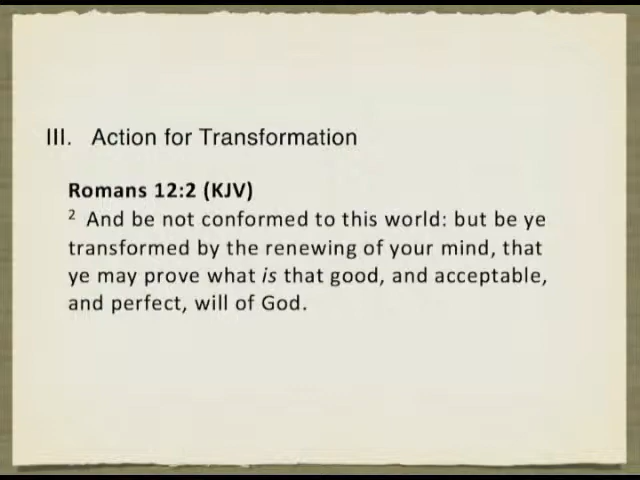 III. Action for Transformation
Romans 12:2 (KJV)
2 And be not conformed to this world: but be ye
transformed by the renewing of your mind, that
ye may prove what is that good, and acceptable,
and perfect, will of God.